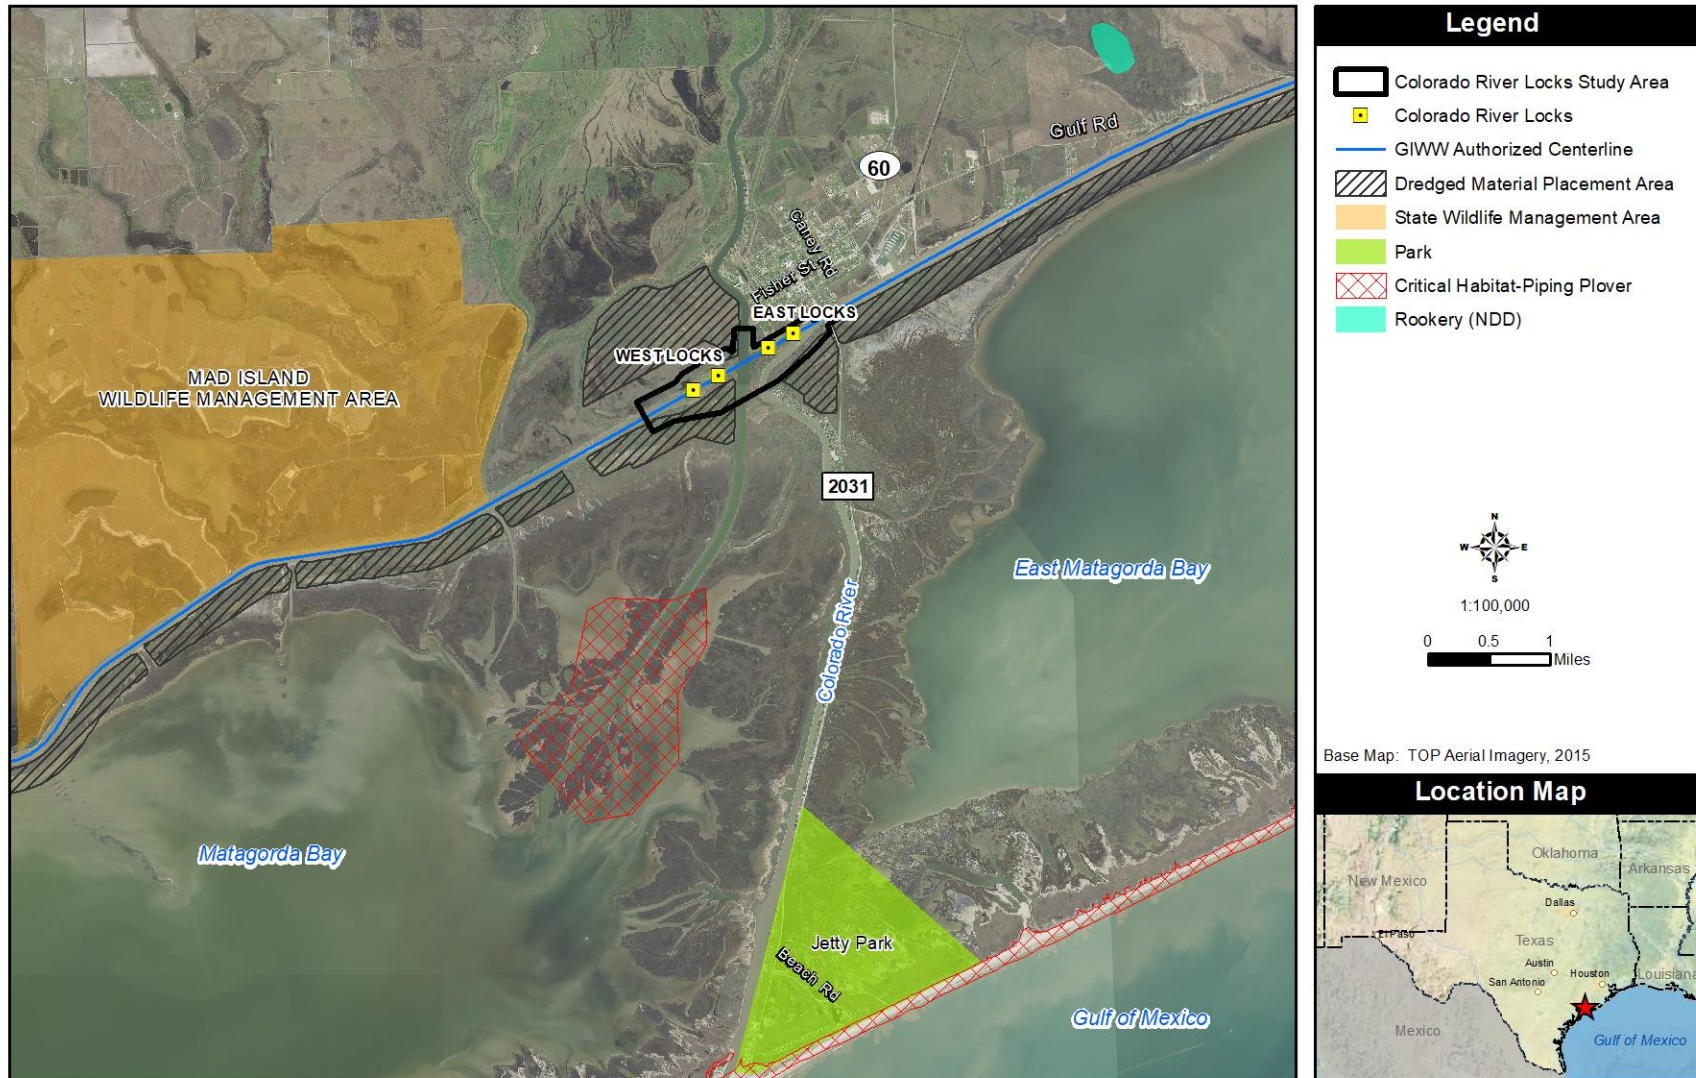 Gulf Rd
60
Caney Rd
Fisher St
EAST LOCKS
WEST LOCKS
MAD ISLAND
WILDLIFE MANAGEMENT AREA
2031
East Matagorda Bay
Colorado River
Matagorda Bay
Jetty Park
Beach Rd
Gulf of Mexico
Legend
Colorado River Locks Study Area
Colorado River Locks
GIWW Authorized Centerline
Dredged Material Placement Area
State Wildlife Management Area
Park
Critical Habitat-Piping Plover
Rookery (NDD)
N
W E
S
1:100,000
0 0.5 1
Miles
Base Map: TOP Aerial Imagery, 2015
Location Map
Oklahoma
Arkansas
New Mexico
Dallas
El Paso
Texas
Austin
Houston
San Antonio
Louisiana
Mexico
Gulf of Mexico